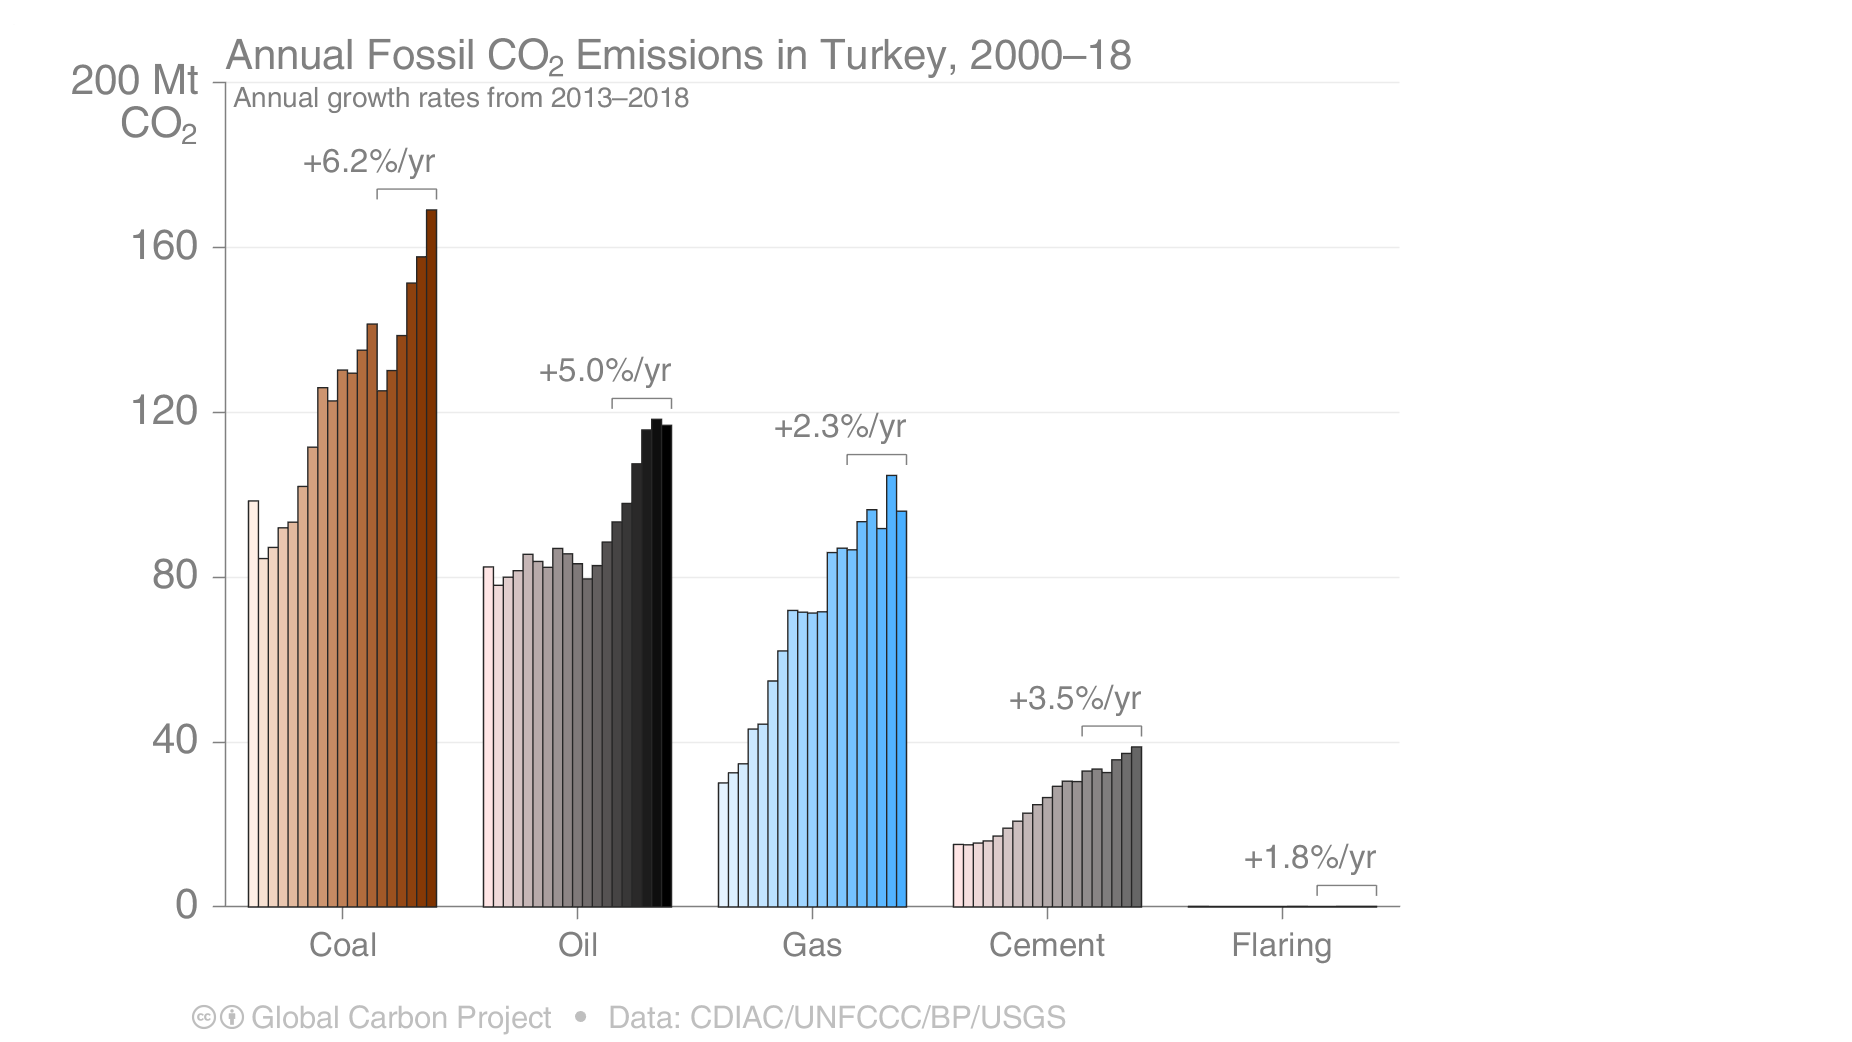 Annual Fossil CO₂ Emissions in Turkey, 2000–18
200 Mt
CO₂
Annual growth rates from 2013–2018
+6.2%/yr
160
+5.0%/yr
120
+2.3%/yr
80
+3.5%/yr
40
+1.8%/yr
0
Coal Oil Gas Cement Flaring
cc Global Carbon Project • Data: CDIAC/UNFCCC/BP/USGS